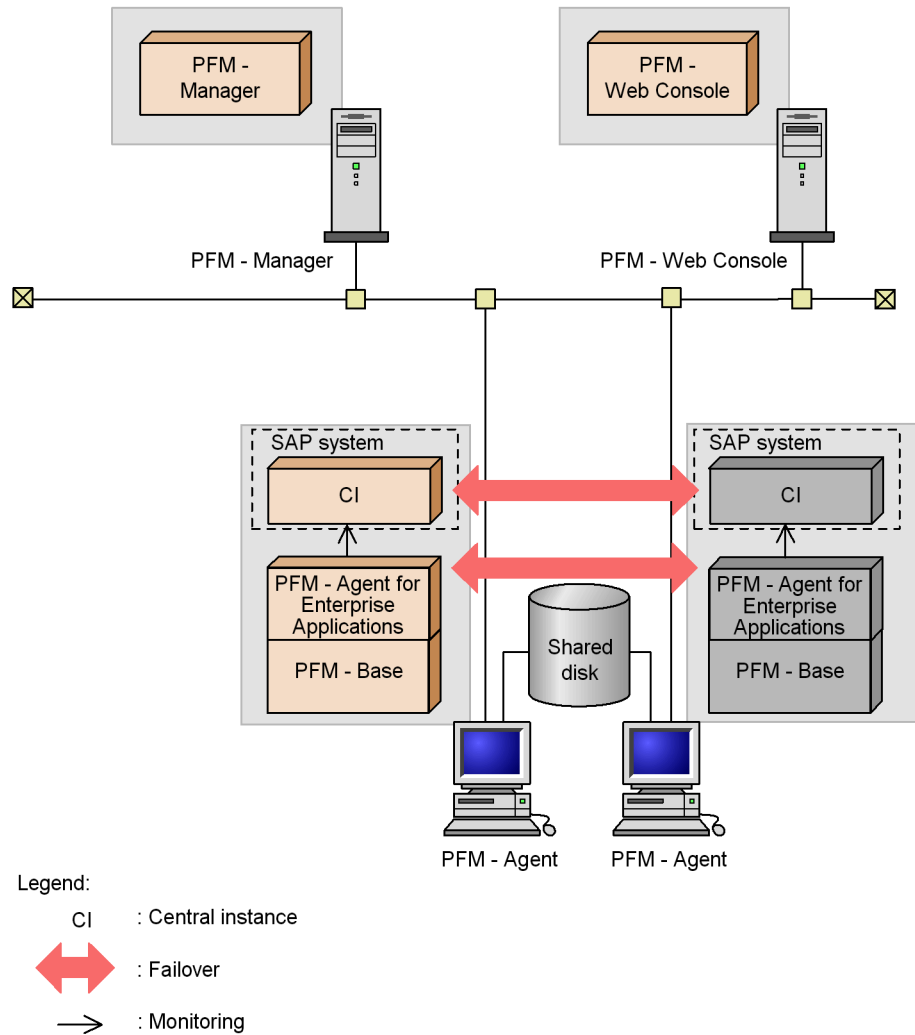 PFM -
Manager
PFM -
Web Console
PFM - Manager
PFM - Web Console
SAP system
CI
PFM - Agent for
Enterprise
Applications
PFM - Base
SAP system
CI
PFM - Agent for
Enterprise
Applications
PFM - Base
Shared
disk
PFM - Agent
PFM - Agent
Legend:
CI : Central instance
: Failover
: Monitoring